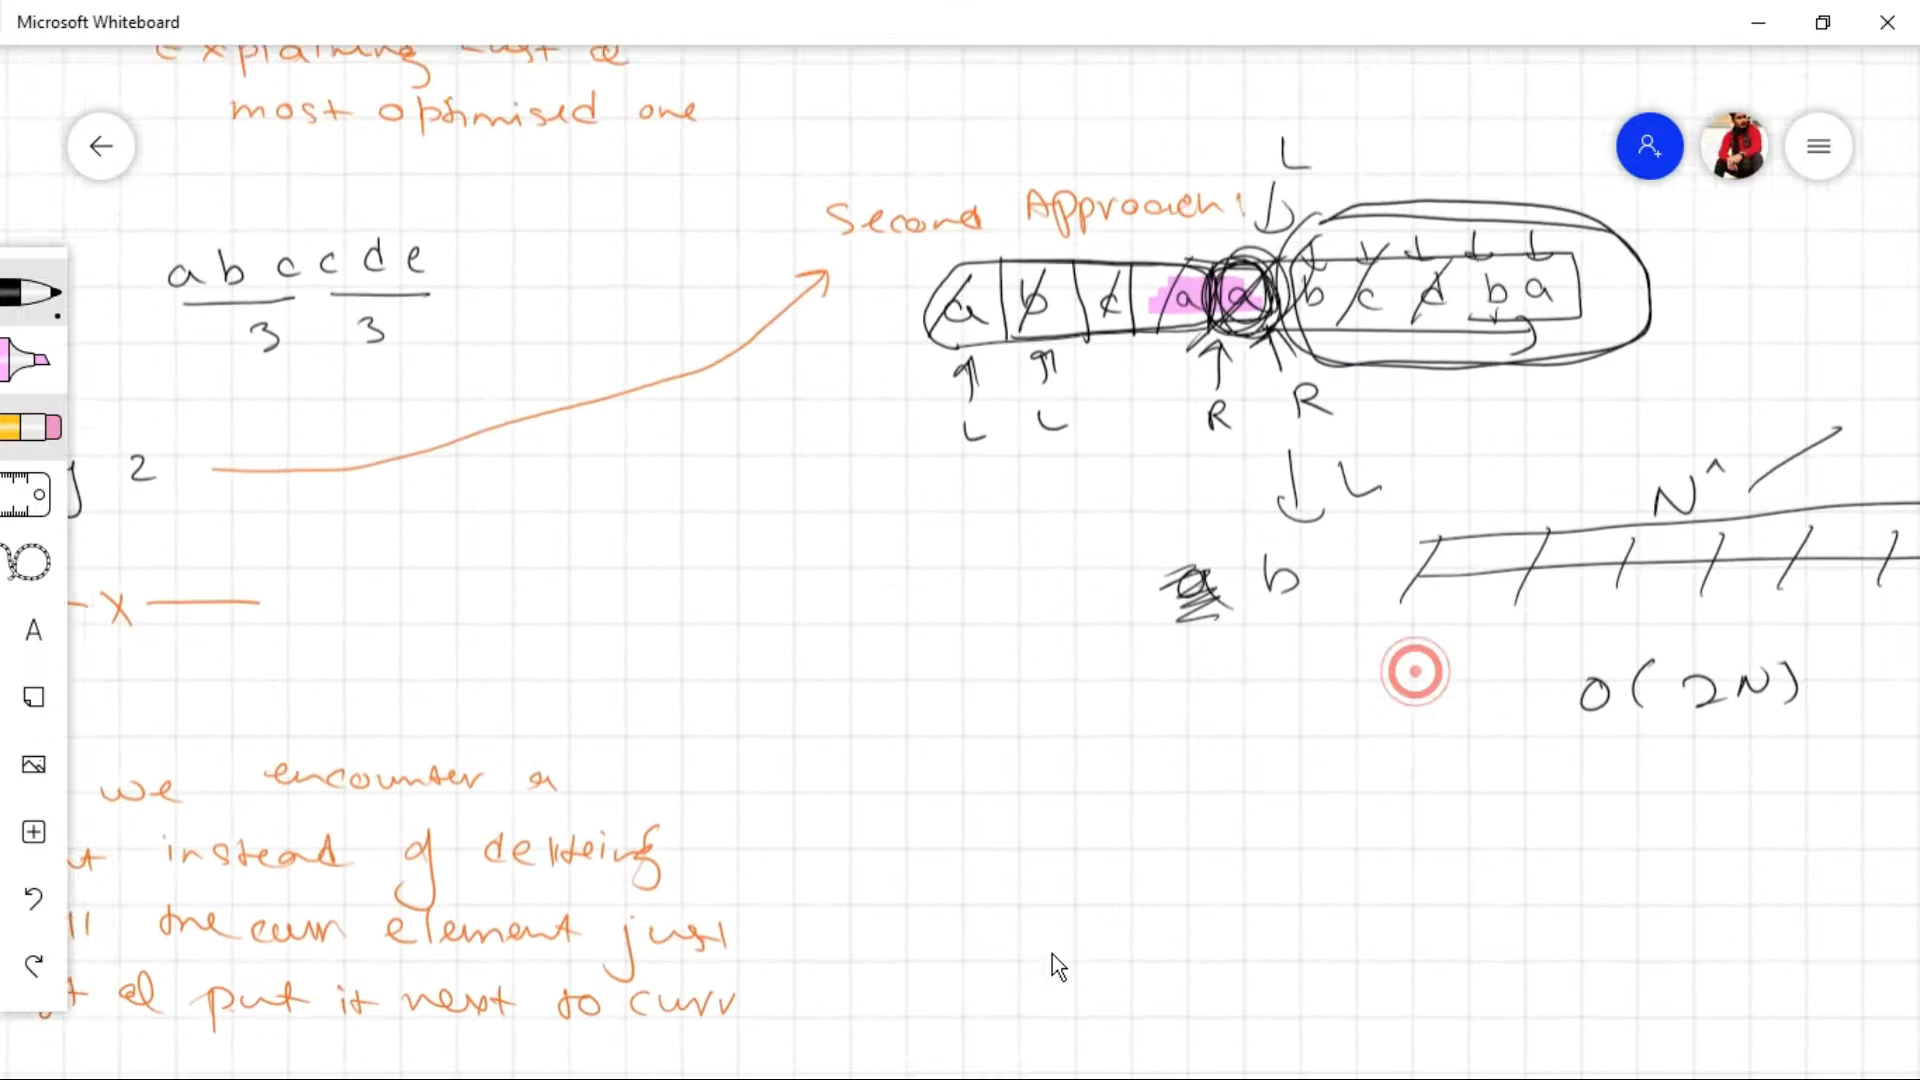 Microsoft Whiteboard
most optimised one
Second Approach:
L
a b c c d e
3 3
a b c a a b c d b a
L L R R
L
2
N^
b
X
O(2N)
A
we encounter a
instead of
the curr element just
put it next to curr